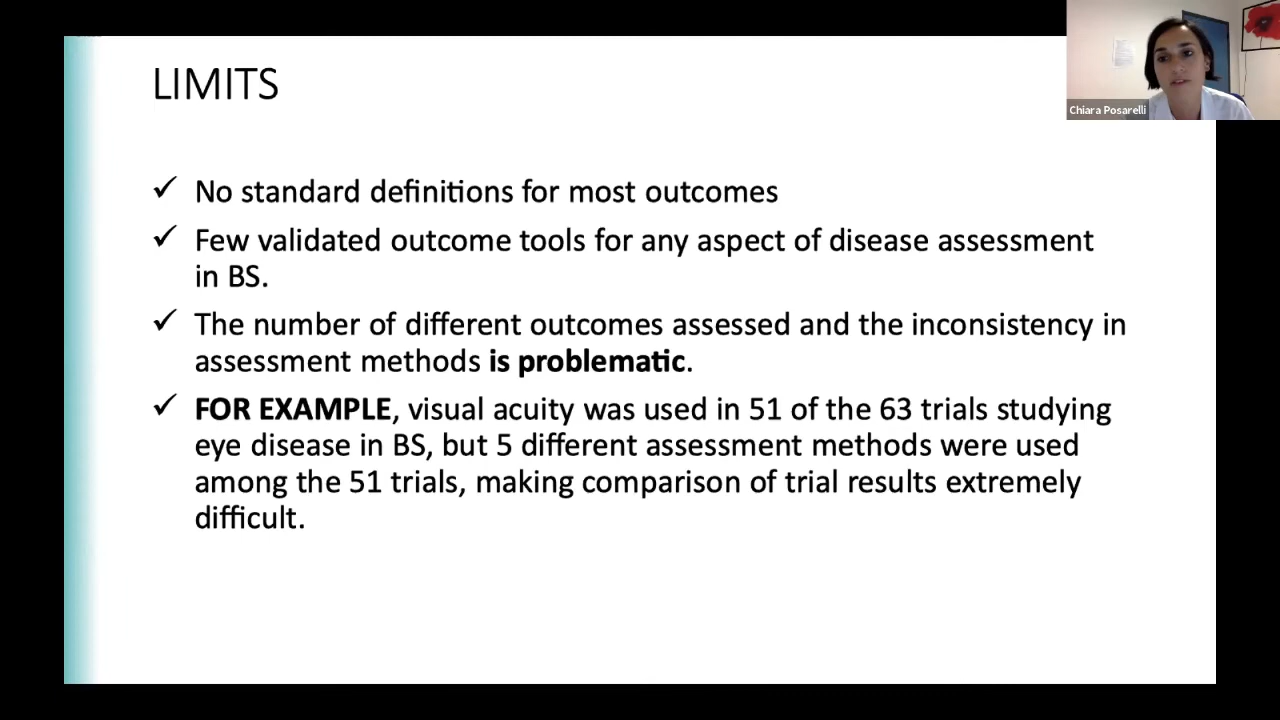 LIMITS
Chiara Posarelli
✓ No standard definitions for most outcomes
✓ Few validated outcome tools for any aspect of disease assessment
in BS.
✓ The number of different outcomes assessed and the inconsistency in
assessment methods is problematic.
✓ FOR EXAMPLE, visual acuity was used in 51 of the 63 trials studying
eye disease in BS, but 5 different assessment methods were used
among the 51 trials, making comparison of trial results extremely
difficult.